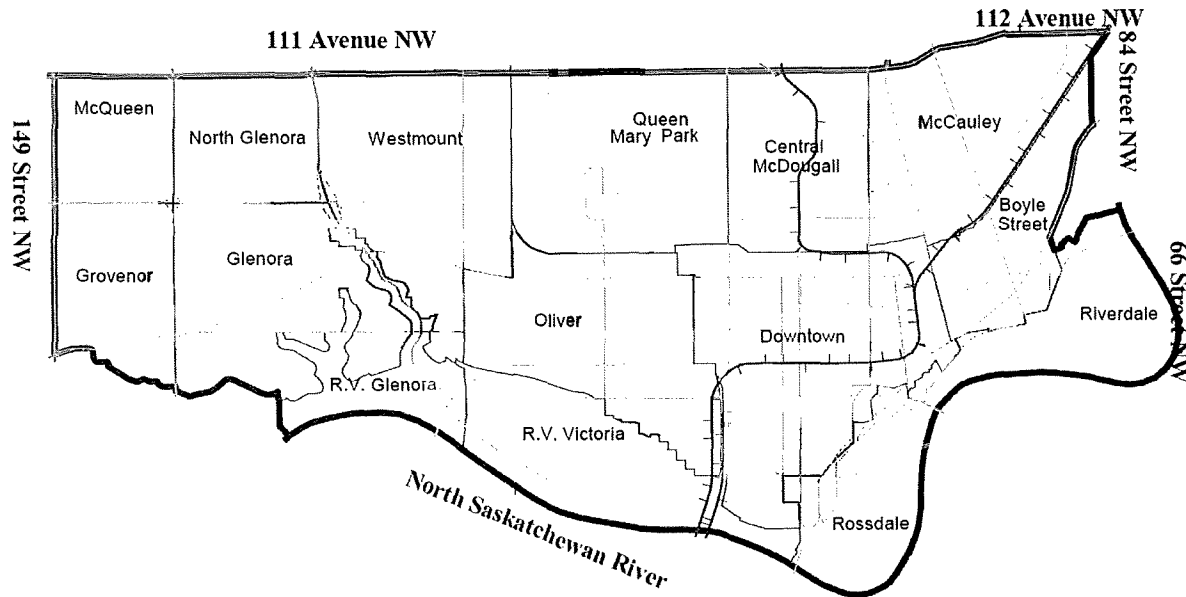 112 Avenue NW
111 Avenue NW
84 Street NW
McQueen
North Glenora
Westmount
Queen
Mary Park
Central
McDougall
McCauley
149 Street NW
Boyle
Street
Grovenor
Glenora
66 Street NW
Oliver
Downtown
Riverdale
R.V. Glenora
R.V. Victoria
North Saskatchewan River
Rossdale